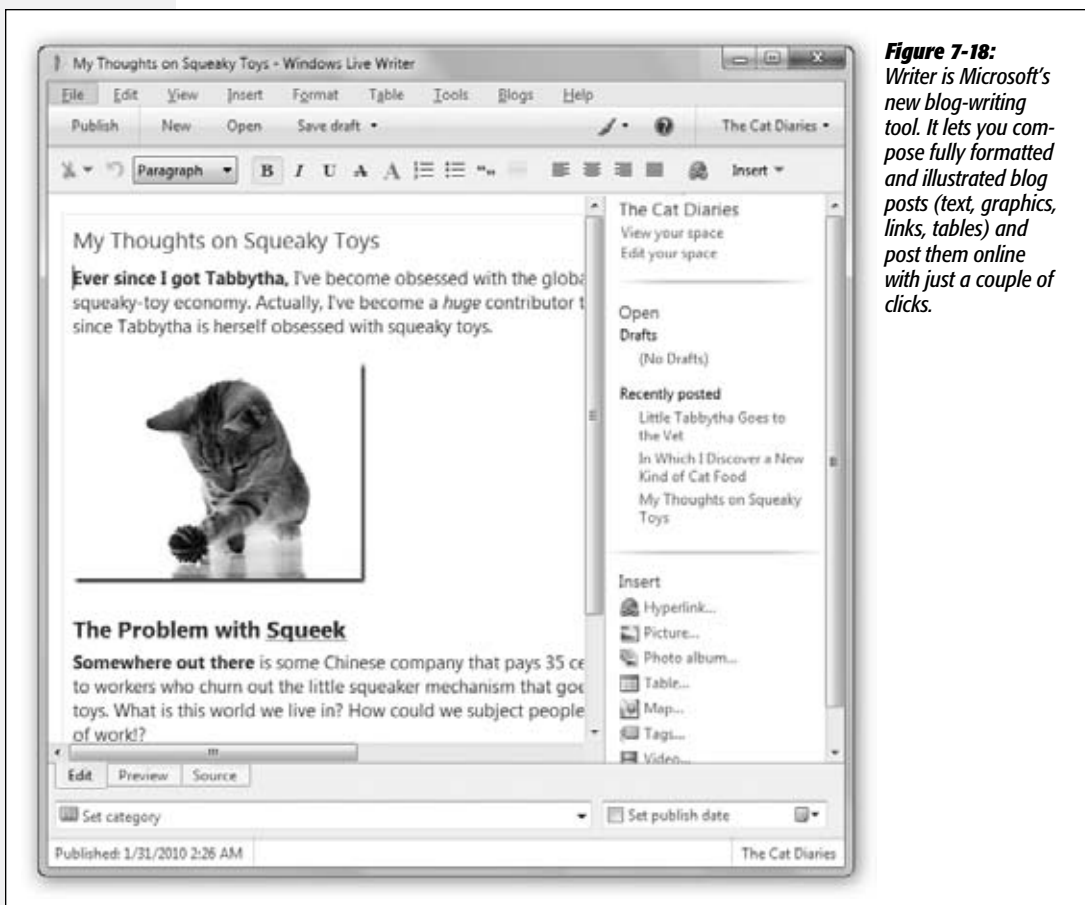 My Thoughts on Squeaky Toys - Windows Live Writer
File Edit View Insert Format Table Tools Blogs Help
Publish New Open Save draft The Cat Diaries
Paragraph B I U A A Insert
My Thoughts on Squeaky Toys
Ever since I got Tabbytha, I've become obsessed with the globa
squeaky-toy economy. Actually, I've become a huge contributor t
since Tabbytha is herself obsessed with squeaky toys.
The Problem with Squeek
Somewhere out there is some Chinese company that pays 35 ce
to workers who churn out the little squeaker mechanism that goe
toys. What is this world we live in? How could we subject people
of work!?
The Cat Diaries
View your space
Edit your space
Open
Drafts
(No Drafts)
Recently posted
Little Tabbytha Goes to
the Vet
In Which I Discover a New
Kind of Cat Food
My Thoughts on Squeaky
Toys
Insert
Hyperlink...
Picture...
Photo album...
Table...
Map...
Tags...
Video...
Edit Preview Source
Set category Set publish date
Published: 1/31/2010 2:26 AM The Cat Diaries
Figure 7-18:
Writer is Microsoft's
new blog-writing
tool. It lets you com-
pose fully formatted
and illustrated blog
posts (text, graphics,
links, tables) and
post them online
with just a couple of
clicks.